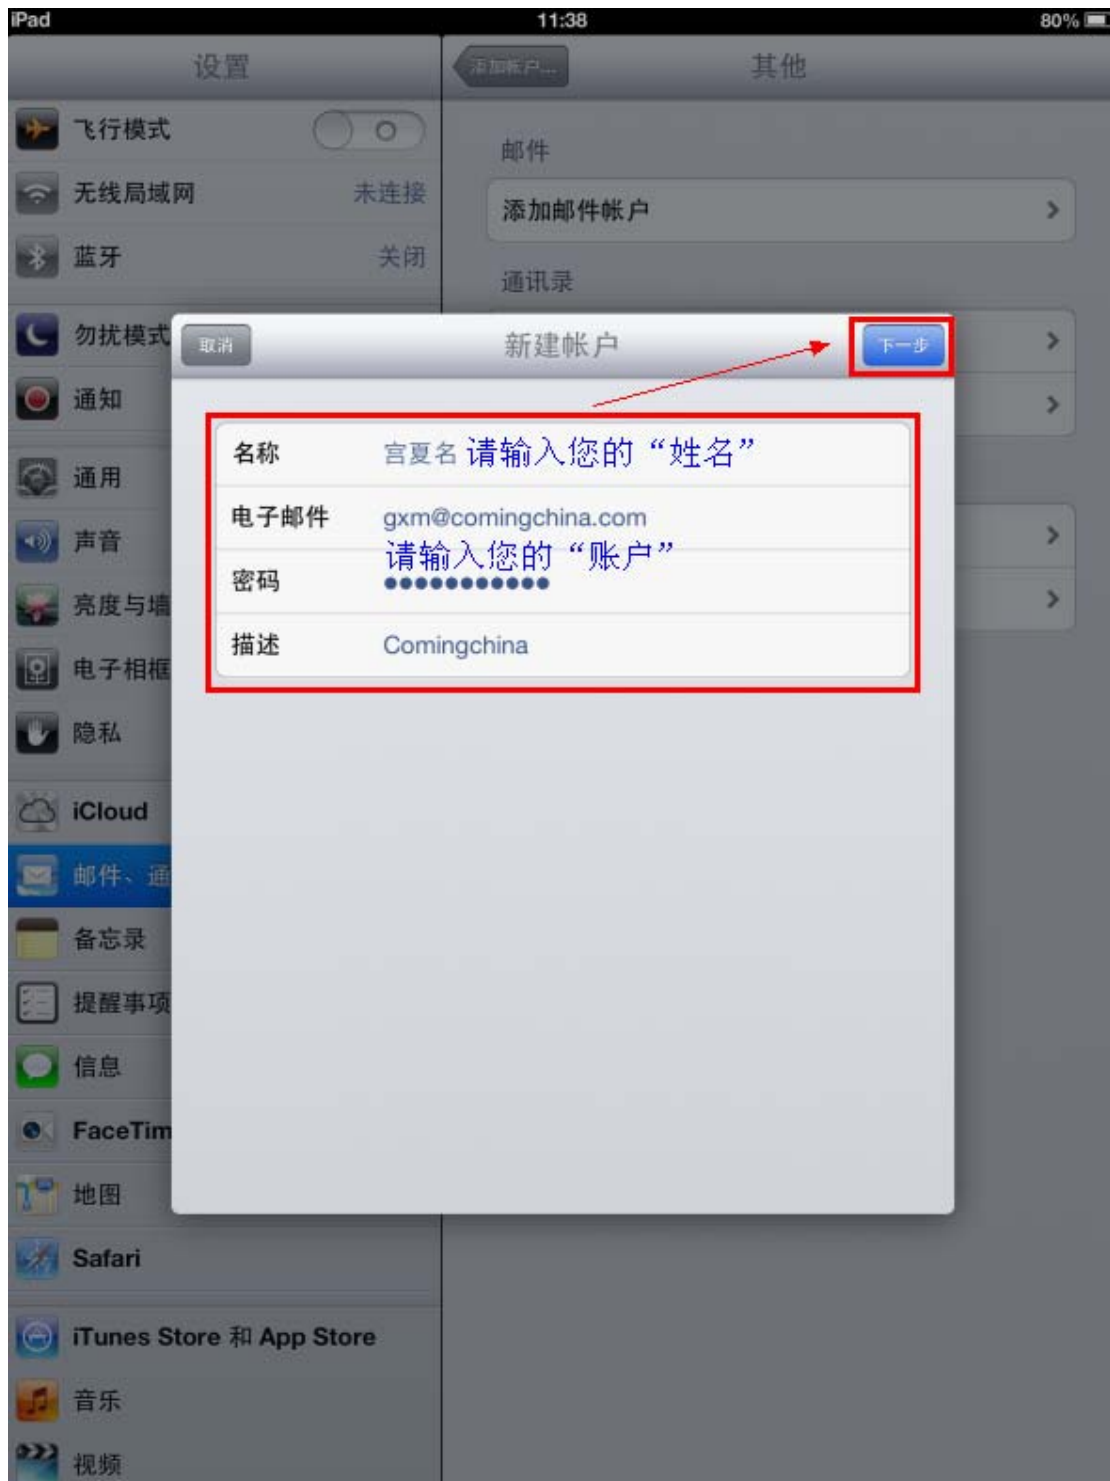 iPad 11:38 80%
设置 添加帐户... 其他
飞行模式
邮件
无线局域网 未连接
添加邮件帐户
蓝牙 关闭
通讯录
勿扰模式
取消 新建帐户 下一步
通知
名称 宫夏名 请输入您的“姓名”
通用
电子邮件 gxm@comingchina.com
声音
请输入您的“账户”
密码 ●●●●●●●●●●●
亮度与墙
描述 Comingchina
电子相框
隐私
iCloud
邮件、通
备忘录
提醒事项
信息
FaceTim
地图
Safari
iTunes Store 和 App Store
音乐
视频